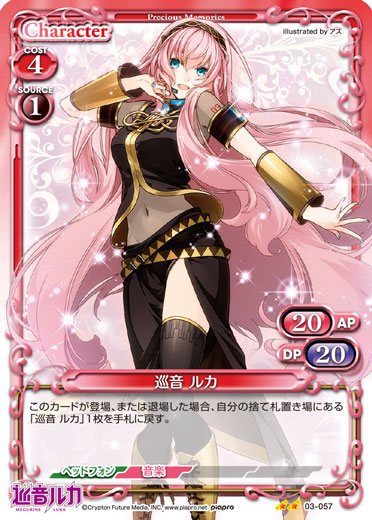 Precious Memories
Character
illustrated by アズ
COST
4
SOURCE
1
03
20 AP
DP 20
巡音 ルカ
このカードが登場、または退場した場合、自分の捨て札置き場にある
「巡音 ルカ」1枚を手札に戻す。
ヘッドフォン
音楽
巡音ルカ
MEGURINE LUKA
03-057
©Crypton Future Media, INC. www.piapro.net piapro